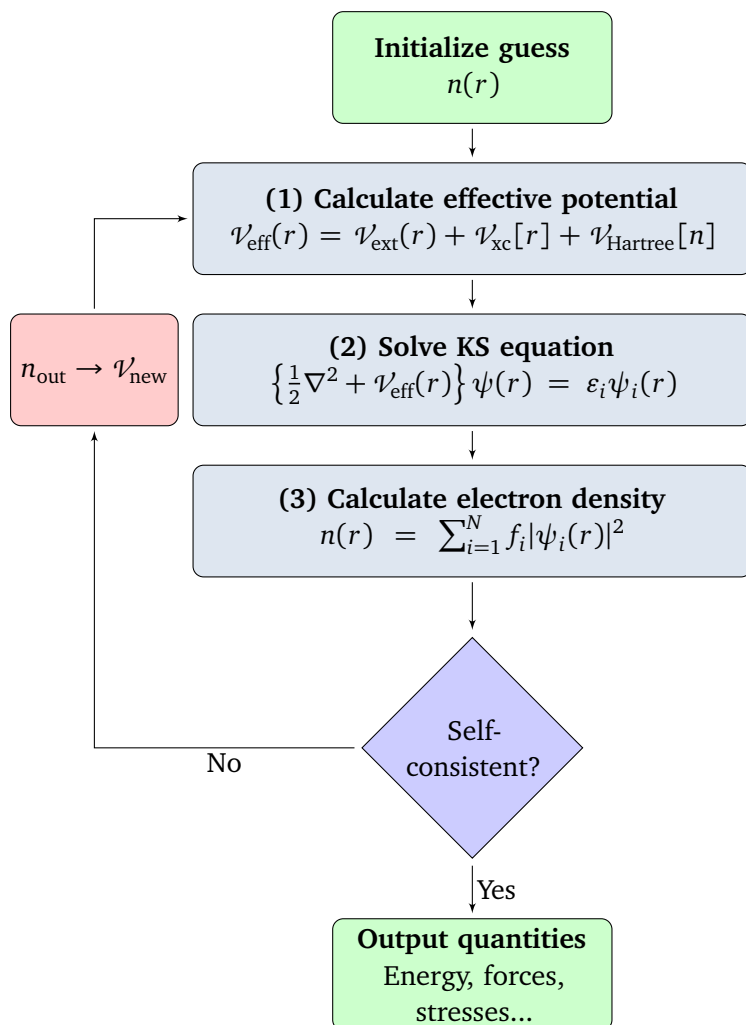 Initialize guess
n(r)
(1) Calculate effective potential
𝒱eff(r) = 𝒱ext(r) + 𝒱xc[r] + 𝒱Hartree[n]
nout → 𝒱new
(2) Solve KS equation
{½∇² + 𝒱eff(r)} ψ(r) = εᵢψᵢ(r)
(3) Calculate electron density
n(r) = ∑ᵢ₌₁ᴺ fᵢ|ψᵢ(r)|²
Self-
consistent?
No
Yes
Output quantities
Energy, forces,
stresses...